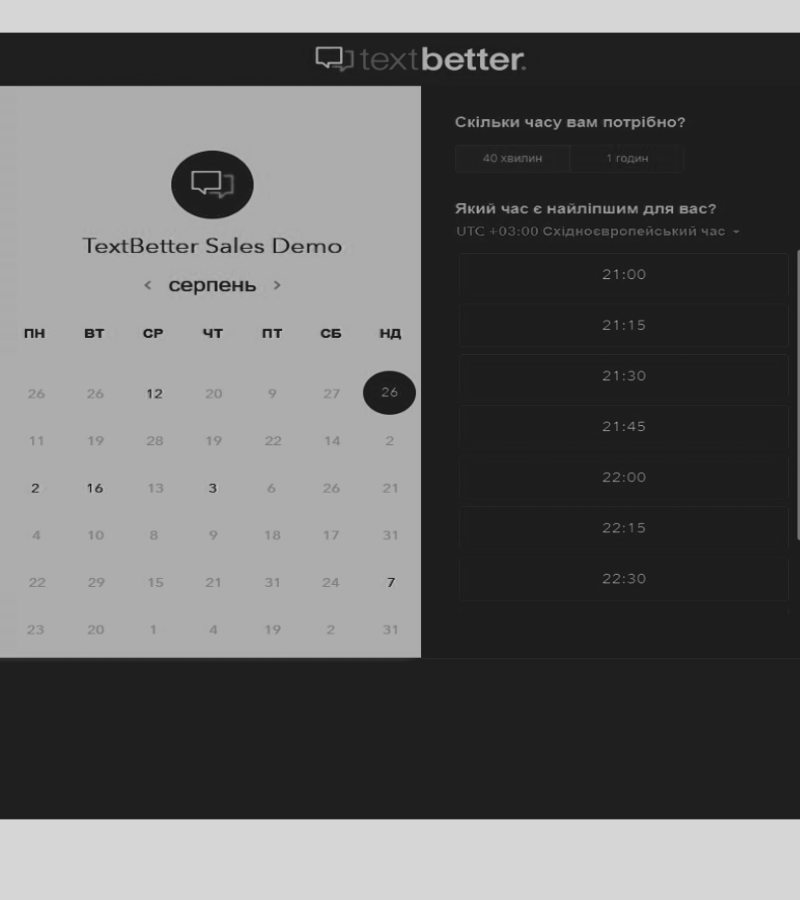 textbetter.
TextBetter Sales Demo
< серпень >
ПН ВТ СР ЧТ ПТ СБ НД
26 26 12 20 9 27 26
11 19 28 19 22 14 2
2 16 13 3 6 26 21
4 10 8 9 18 17 31
22 29 15 21 31 24 7
23 20 1 4 19 2 31
Скільки часу вам потрібно?
40 хвилин 1 годин
Який час є найліпшим для вас?
UTC +03:00 Східноєвропейський час
21:00
21:15
21:30
21:45
22:00
22:15
22:30